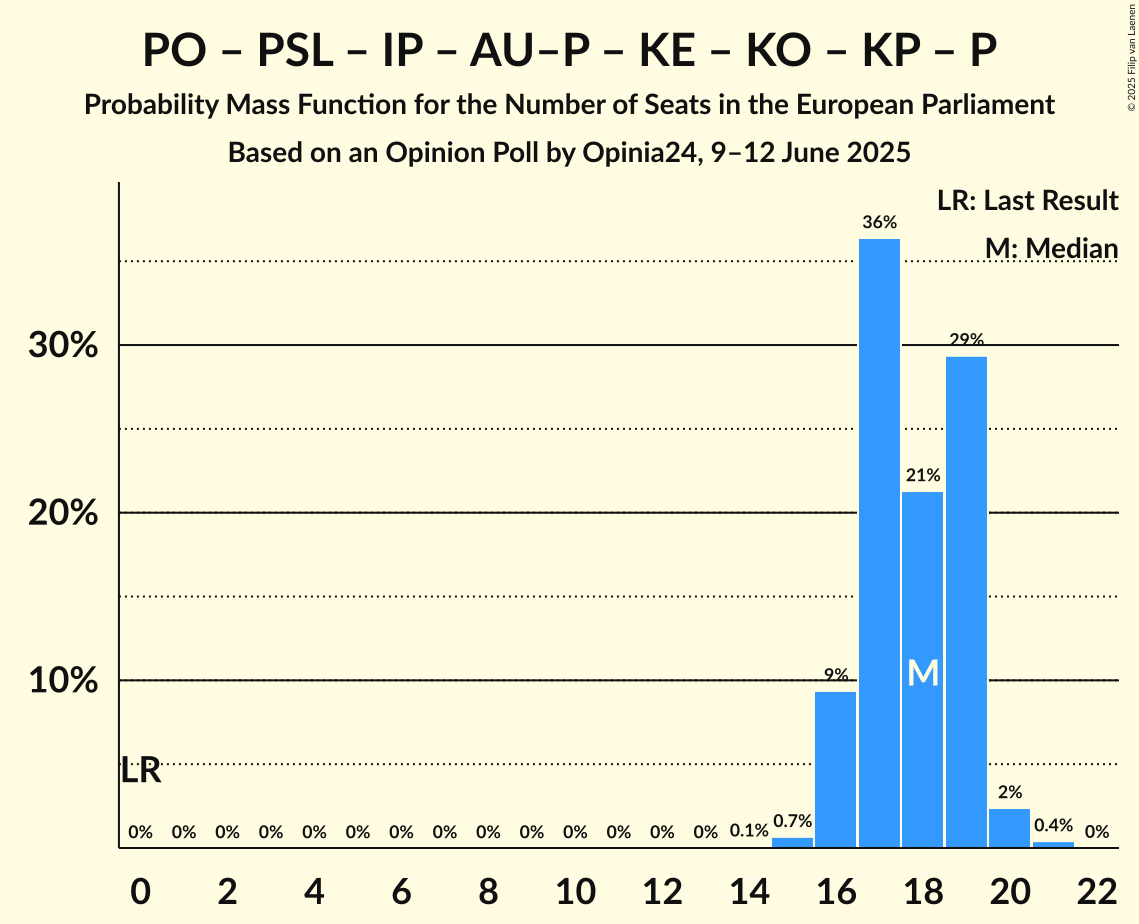 PO – PSL – IP – AU–P – KE – KO – KP – P
Probability Mass Function for the Number of Seats in the European Parliament
Based on an Opinion Poll by Opinia24, 9–12 June 2025
© 2025 Filip van Laenen
LR: Last Result
M: Median
36%
30%
29%
21%
20%
10%
9%
M
LR
0% 0% 0% 0% 0% 0% 0% 0% 0% 0% 0% 0% 0% 0% 0.1% 0.7% 2% 0.4% 0%
0 2 4 6 8 10 12 14 16 18 20 22